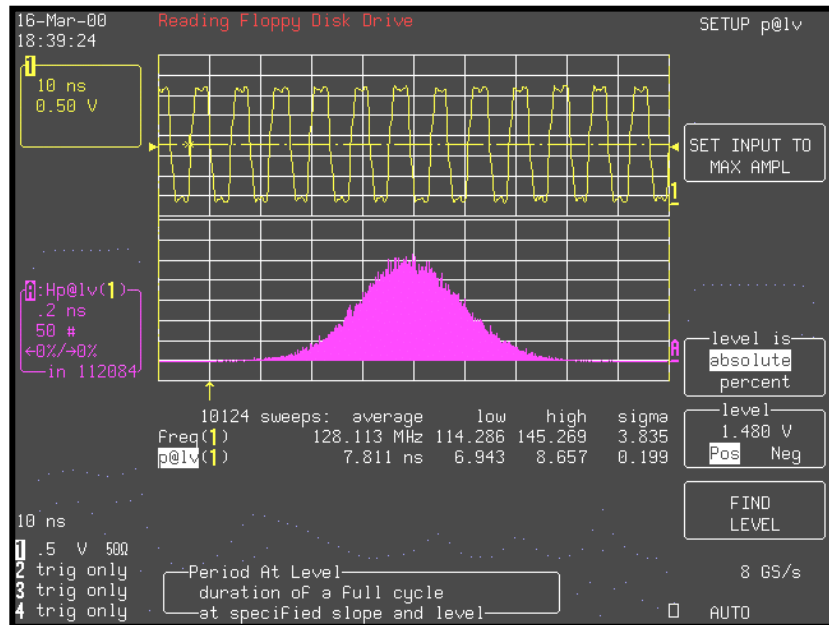 16-Mar-00
18:39:24
Reading Floppy Disk Drive
SETUP p@lv
1
10 ns
0.50 V
SET INPUT TO
MAX AMPL
1
A:Hp@lv(1)
.2 ns
50 #
←0%/→0%
in 112084
A
level is
absolute
percent
10124 sweeps: average low high sigma
Freq(1) 128.113 MHz 114.286 145.269 3.835
p@lv(1) 7.811 ns 6.943 8.657 0.199
level
1.480 V
Pos Neg
FIND
LEVEL
10 ns
1 .5 V 50Ω
2 trig only
3 trig only
4 trig only
Period At Level
duration of a full cycle
at specified slope and level
8 GS/s
AUTO